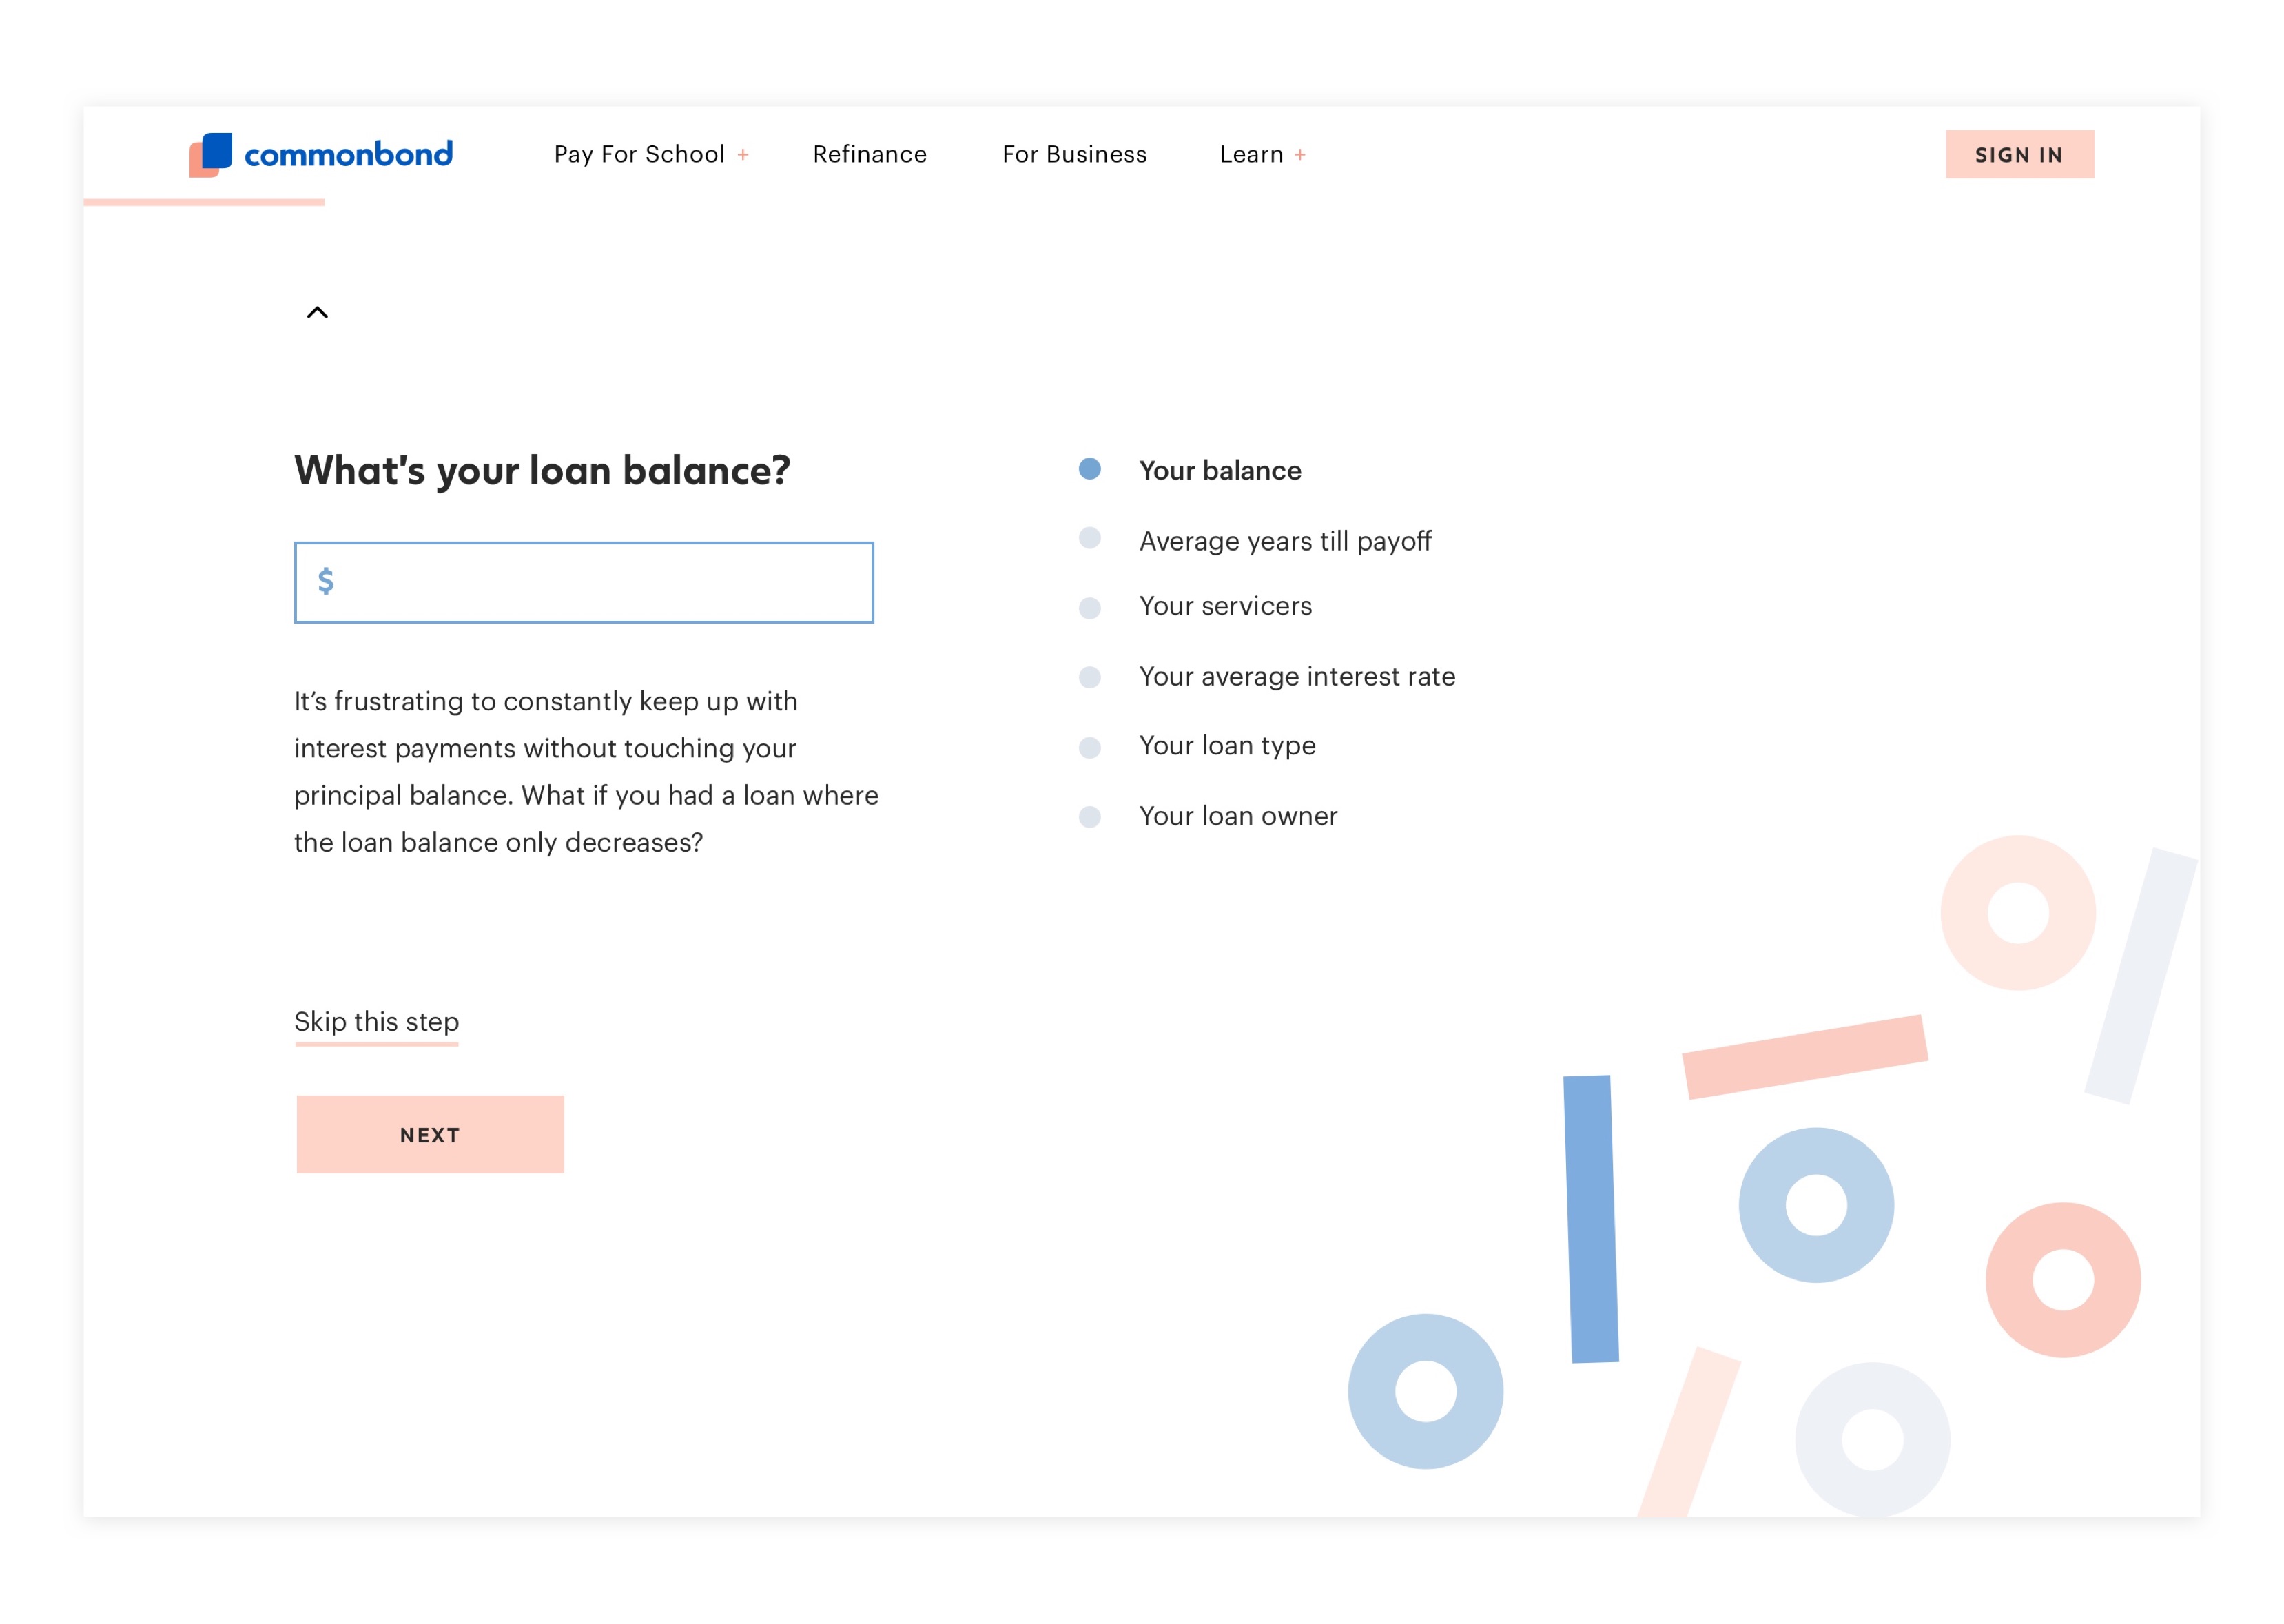 commonbond
Pay For School +
Refinance
For Business
Learn +
SIGN IN
What's your loan balance?
$
It’s frustrating to constantly keep up with
interest payments without touching your
principal balance. What if you had a loan where
the loan balance only decreases?
Skip this step
NEXT
Your balance
Average years till payoff
Your servicers
Your average interest rate
Your loan type
Your loan owner